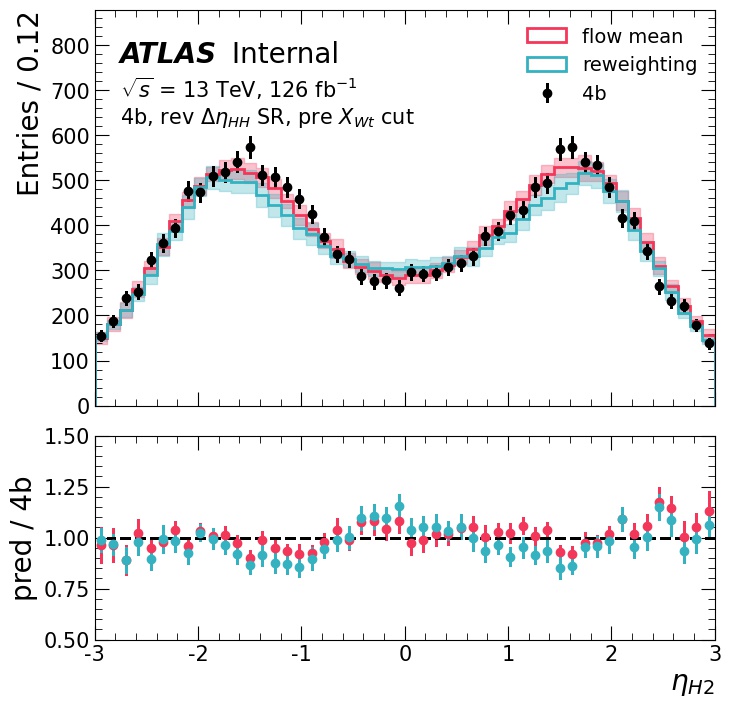 ATLAS Internal
√s = 13 TeV, 126 fb⁻¹
4b, rev Δη_HH SR, pre X_Wt cut
flow mean
reweighting
4b
Entries / 0.12
800
700
600
500
400
300
200
100
0
pred / 4b
1.50
1.25
1.00
0.75
0.50
-3 -2 -1 0 1 2 3
η_H2